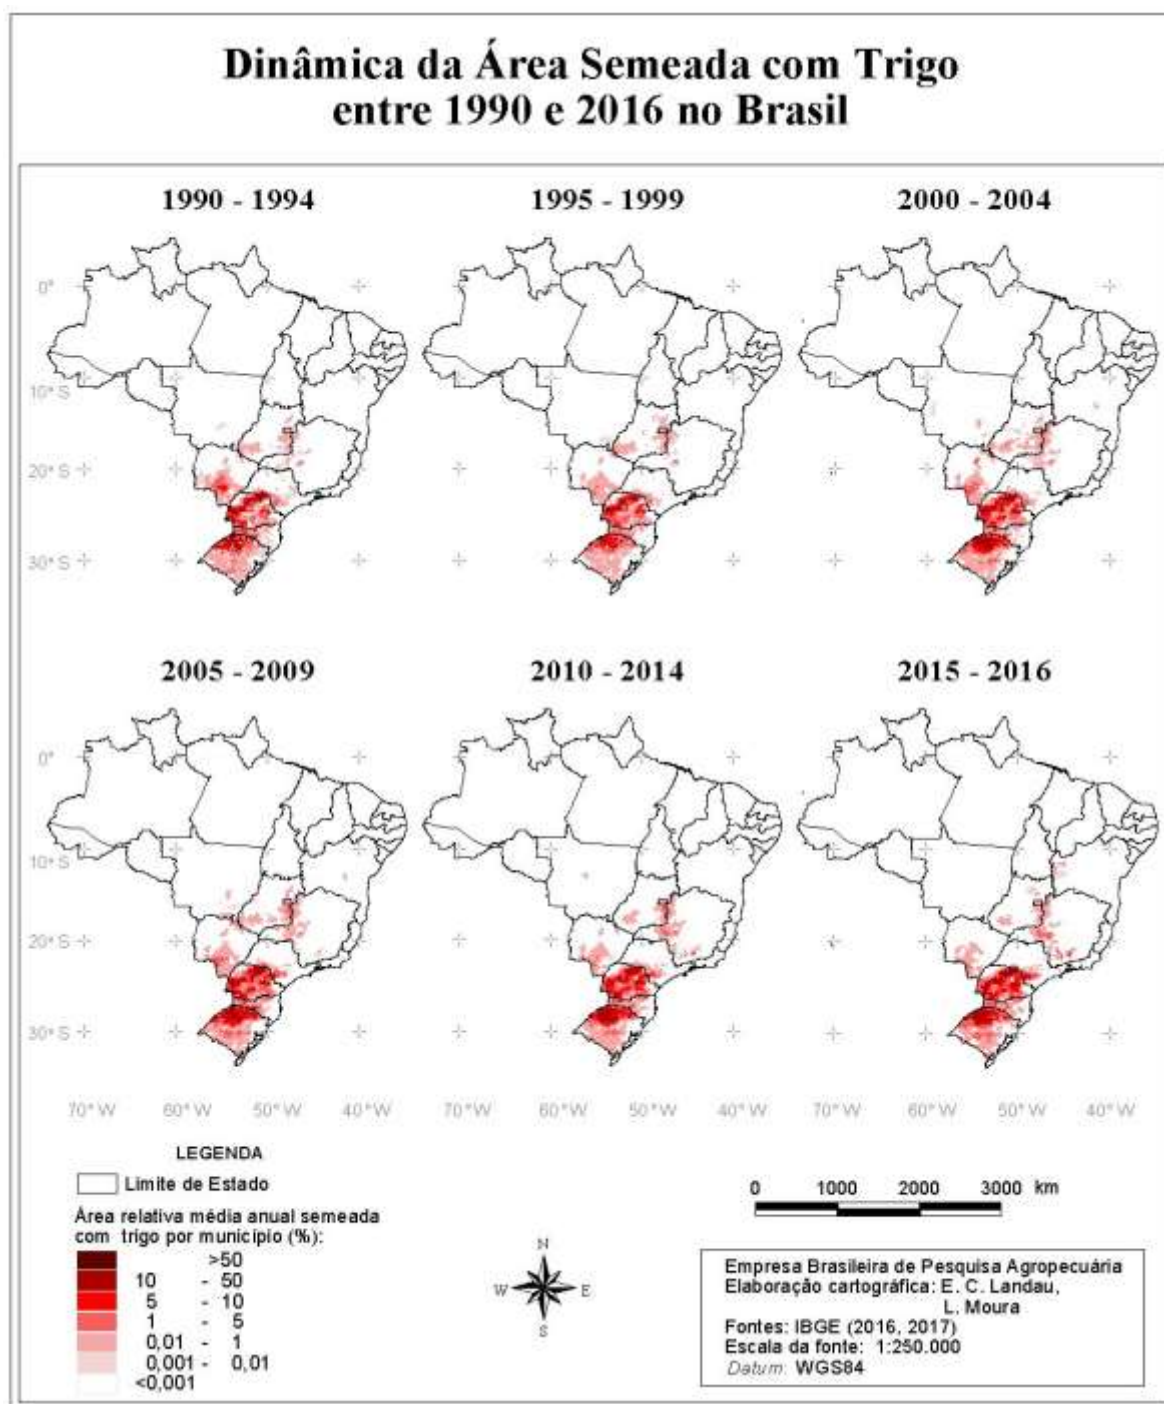 Dinâmica da Área Semeada com Trigo
entre 1990 e 2016 no Brasil
1990 - 1994
1995 - 1999
2000 - 2004
0°
10° S
20° S
30° S
2005 - 2009
2010 - 2014
2015 - 2016
0°
10° S
20° S
30° S
70° W 60° W 50° W 40° W
70° W 60° W 50° W 40° W
70° W 60° W 50° W 40° W
LEGENDA
Limite de Estado
Área relativa média anual semeada
com trigo por município (%):
>50
10 - 50
5 - 10
1 - 5
0,01 - 1
0,001 - 0,01
<0,001
N
W E
S
0 1000 2000 3000 km
Empresa Brasileira de Pesquisa Agropecuária
Elaboração cartográfica: E. C. Landau,
L. Moura
Fontes: IBGE (2016, 2017)
Escala da fonte: 1:250.000
Datum: WGS84